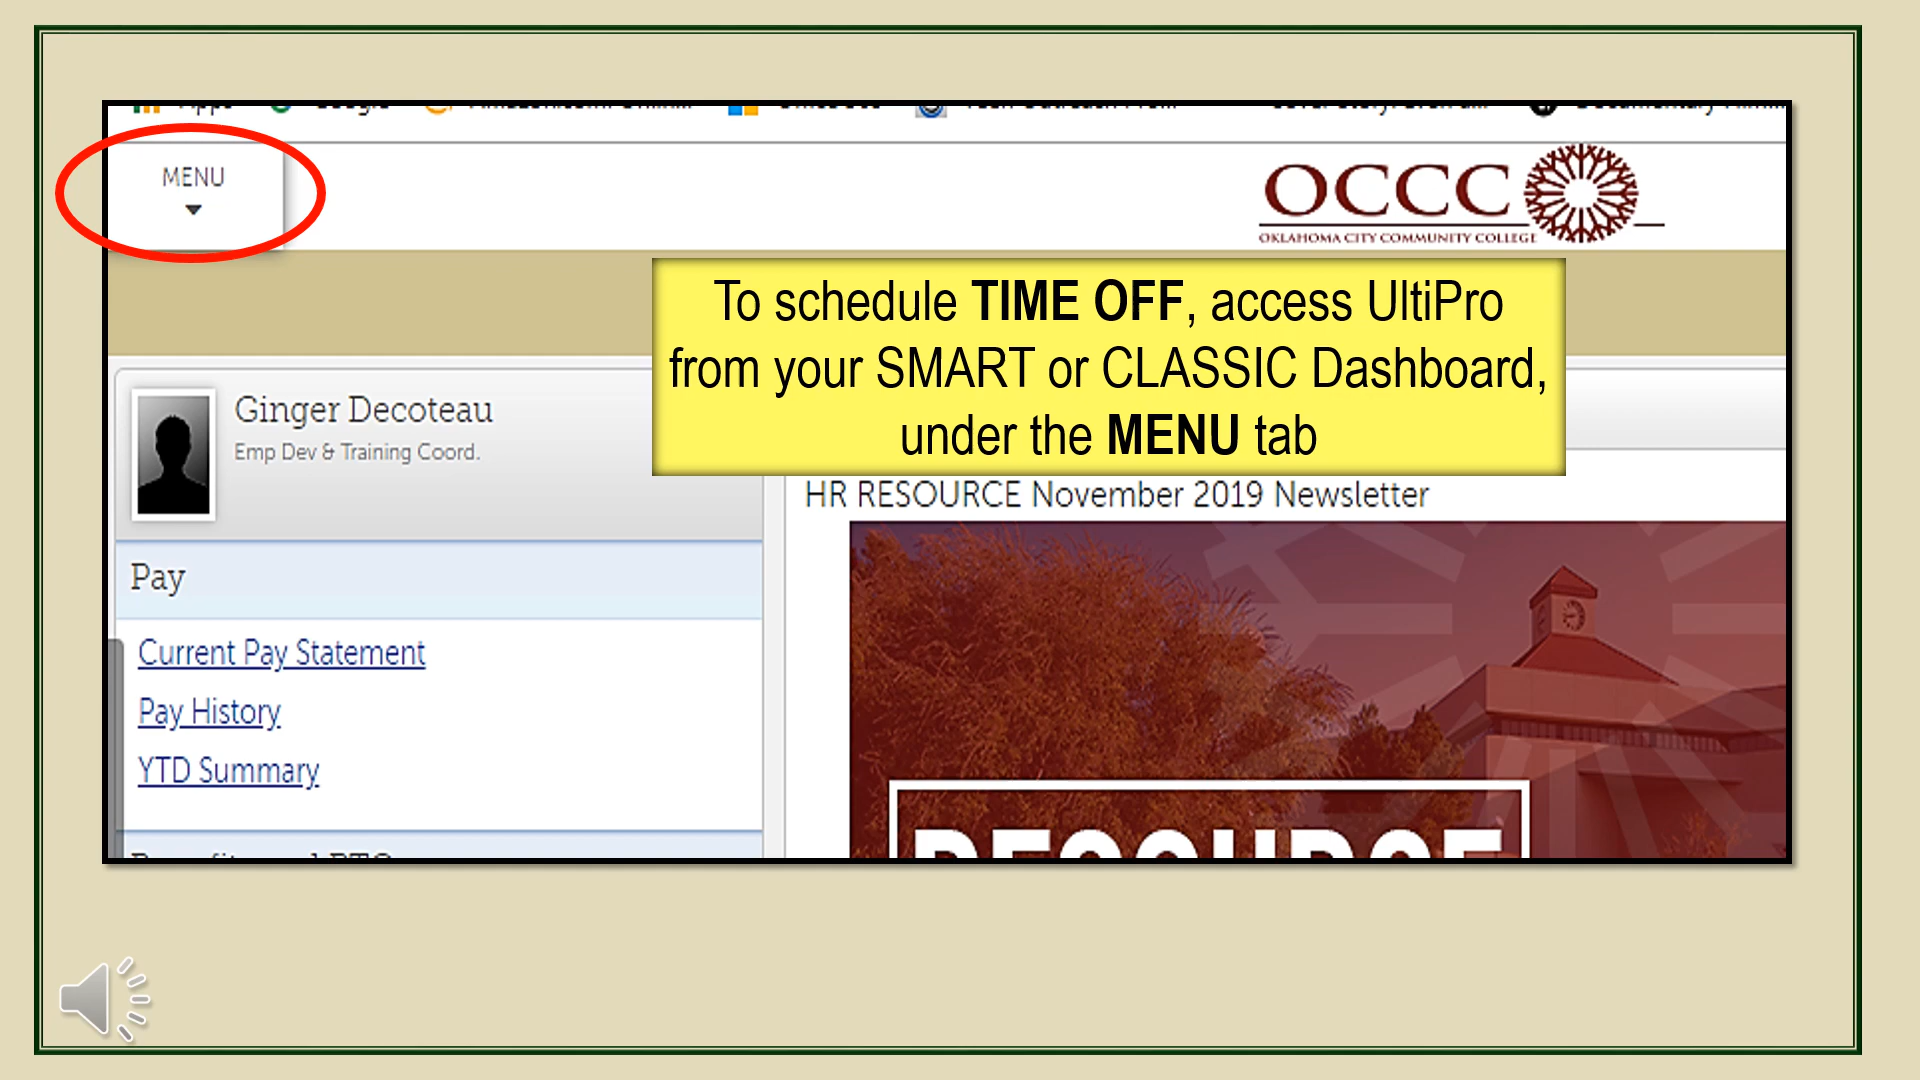 MENU
OCCC
OKLAHOMA CITY COMMUNITY COLLEGE
To schedule TIME OFF, access UltiPro
from your SMART or CLASSIC Dashboard,
under the MENU tab
Ginger Decoteau
Emp Dev & Training Coord.
HR RESOURCE November 2019 Newsletter
Pay
Current Pay Statement
Pay History
YTD Summary
RESOURCE